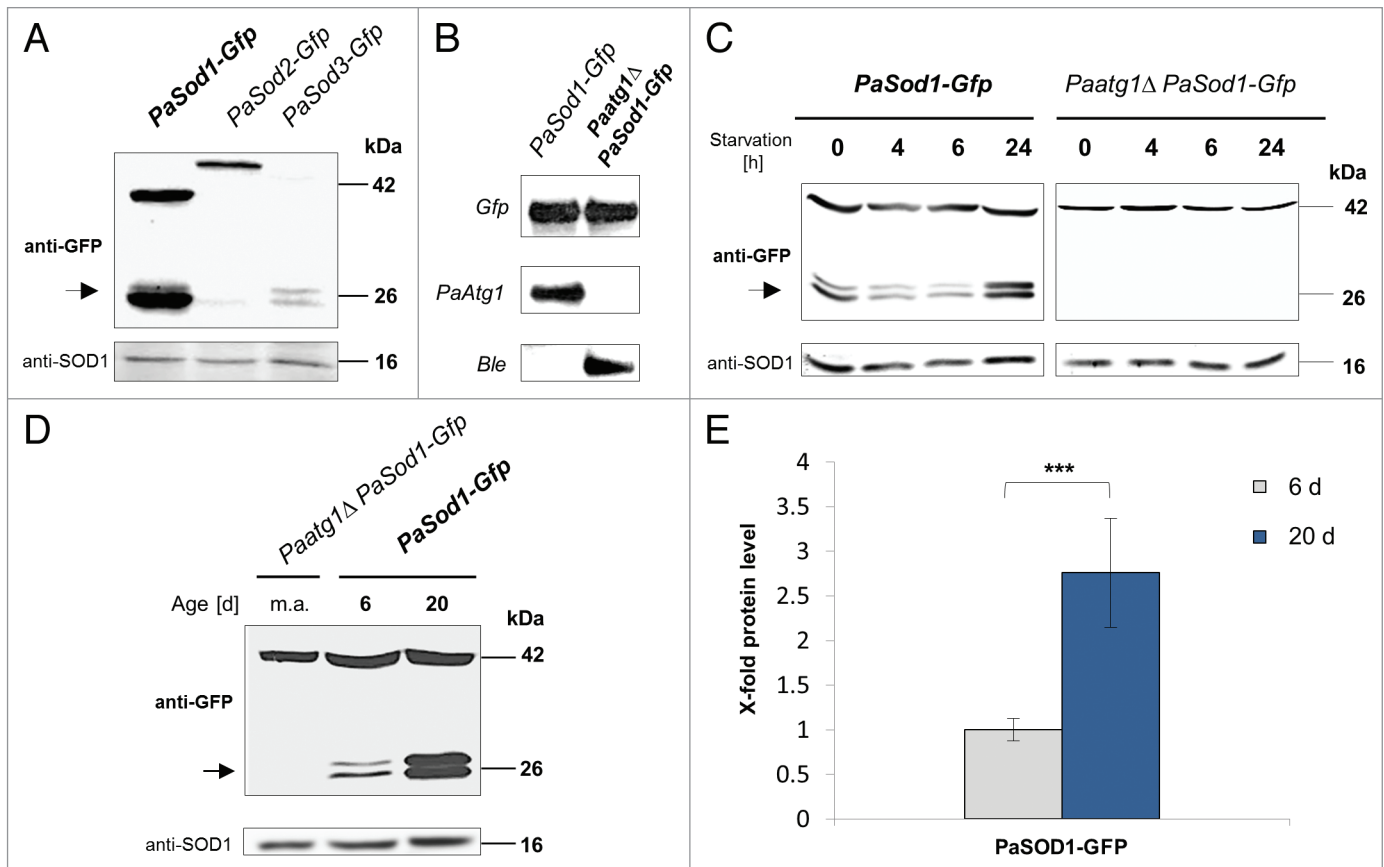 A
PaSod1-Gfp
PaSod2-Gfp
PaSod3-Gfp
kDa
42
anti-GFP
26
anti-SOD1
16
B
PaSod1-Gfp
Paatg1Δ
PaSod1-Gfp
Gfp
PaAtg1
Ble
C
PaSod1-Gfp
Paatg1Δ PaSod1-Gfp
Starvation
[h]
0 4 6 24 0 4 6 24
kDa
42
anti-GFP
26
anti-SOD1
16
D
Paatg1Δ PaSod1-Gfp
PaSod1-Gfp
Age [d] m.a. 6 20
kDa
42
anti-GFP
26
anti-SOD1
16
E
X-fold protein level
4
3.5
3
2.5
2
1.5
1
0.5
0
***
6 d
20 d
PaSOD1-GFP